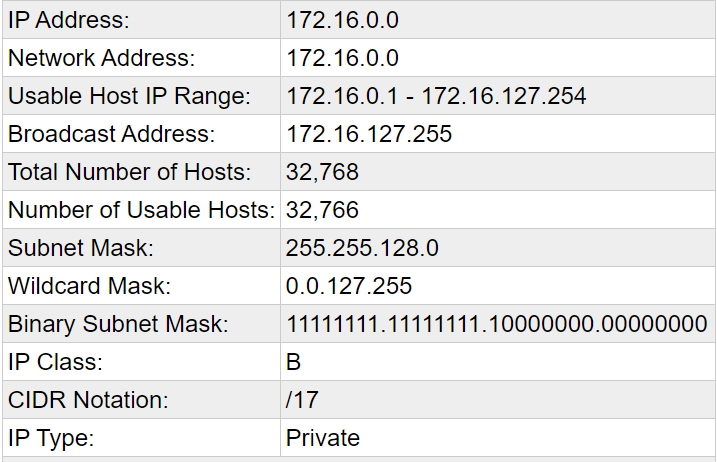 IP Address: 172.16.0.0
Network Address: 172.16.0.0
Usable Host IP Range: 172.16.0.1 - 172.16.127.254
Broadcast Address: 172.16.127.255
Total Number of Hosts: 32,768
Number of Usable Hosts: 32,766
Subnet Mask: 255.255.128.0
Wildcard Mask: 0.0.127.255
Binary Subnet Mask: 11111111.11111111.10000000.00000000
IP Class: B
CIDR Notation: /17
IP Type: Private